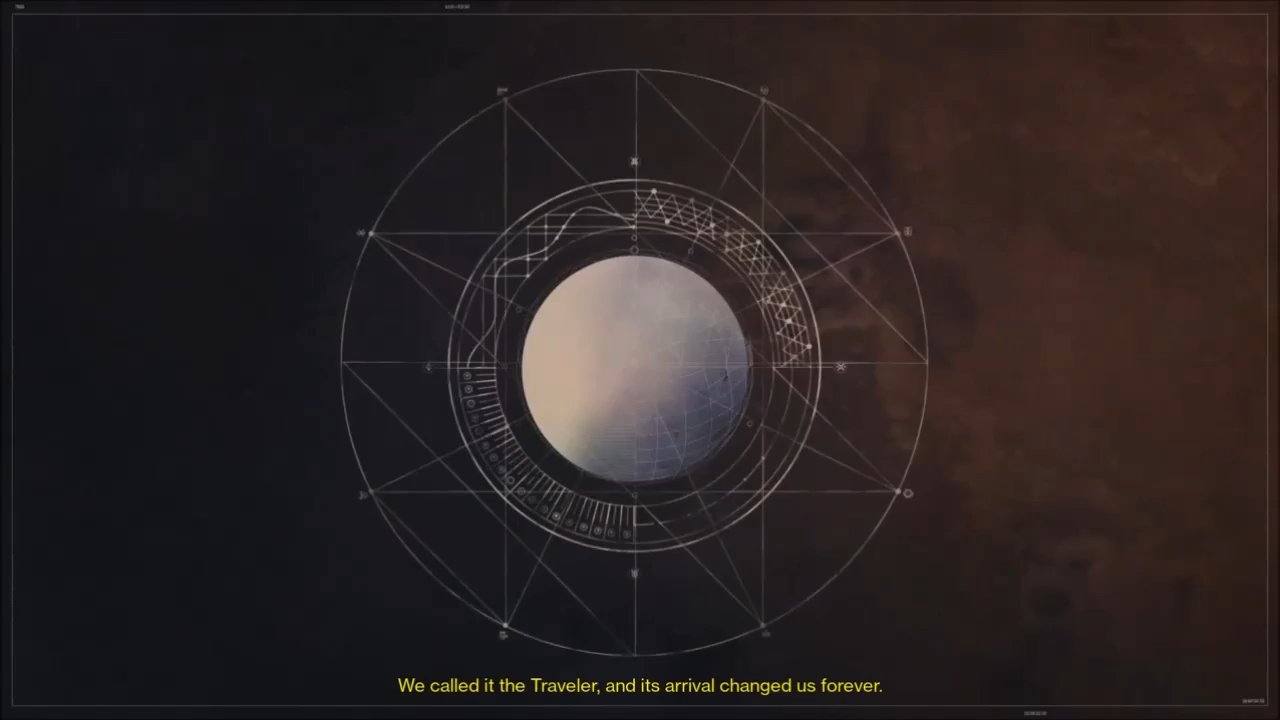 We called it the Traveler, and its arrival changed us forever.